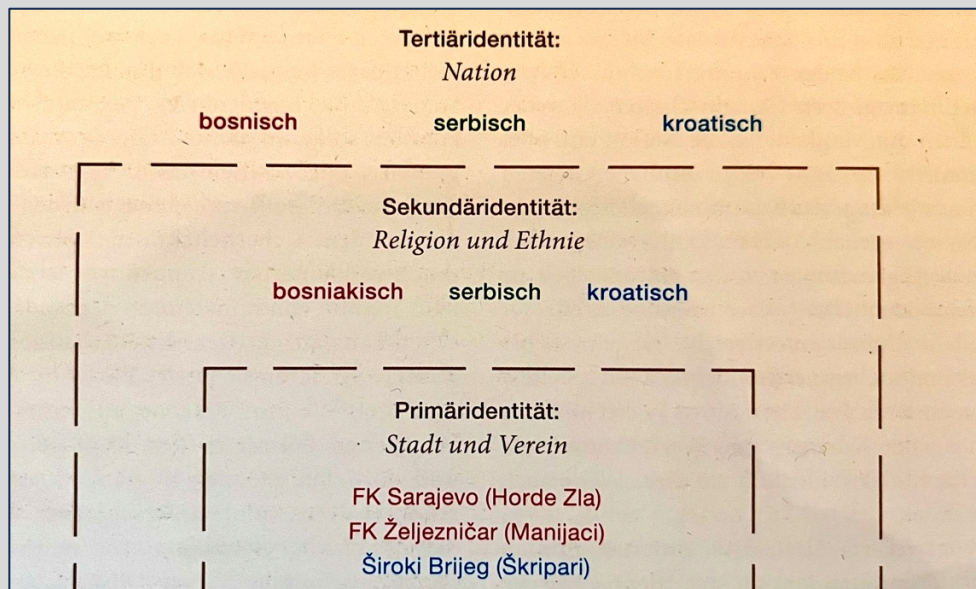 Tertiäridentität:
Nation
bosnisch serbisch kroatisch
Sekundäridentität:
Religion und Ethnie
bosniakisch serbisch kroatisch
Primäridentität:
Stadt und Verein
FK Sarajevo (Horde Zla)
FK Željezničar (Manijaci)
Široki Brijeg (Škripari)